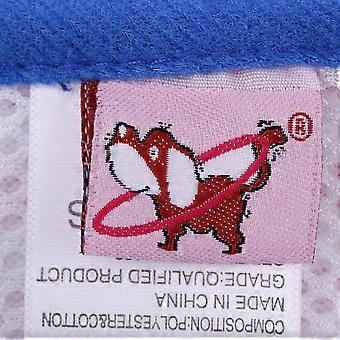 ®
S
COMPOSITION:POLYESTER&COTTON
MADE IN CHINA
GRADE:QUALIFIED PRODUCT